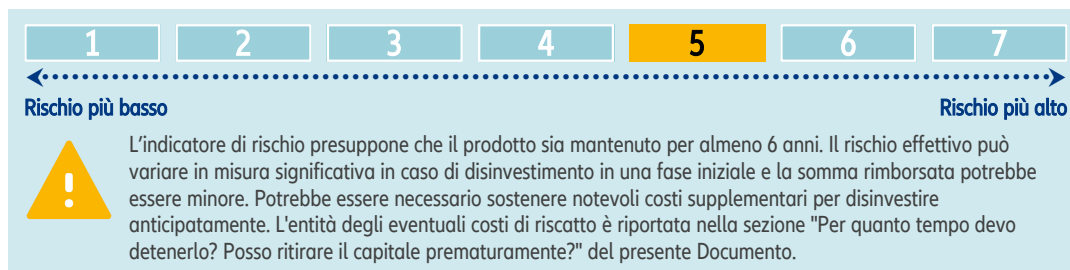 1 2 3 4 5 6 7
Rischio più basso Rischio più alto
L'indicatore di rischio presuppone che il prodotto sia mantenuto per almeno 6 anni. Il rischio effettivo può
variare in misura significativa in caso di disinvestimento in una fase iniziale e la somma rimborsata potrebbe
essere minore. Potrebbe essere necessario sostenere notevoli costi supplementari per disinvestire
anticipatamente. L'entità degli eventuali costi di riscatto è riportata nella sezione "Per quanto tempo devo
detenerlo? Posso ritirare il capitale prematuramente?" del presente Documento.